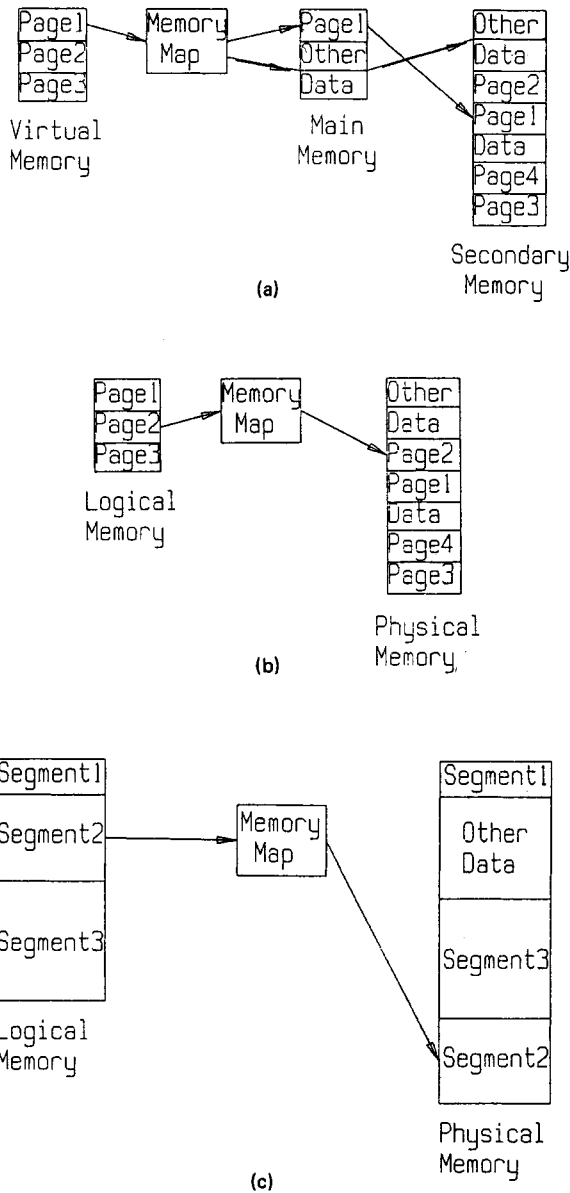 Page1
Page2
Page3
Virtual
Memory
Memory
Map
Page1
Other
Data
Main
Memory
Other
Data
Page2
Page1
Data
Page4
Page3
Secondary
Memory
(a)
Page1
Page2
Page3
Logical
Memory
Memory
Map
Other
Data
Page2
Page1
Data
Page4
Page3
Physical
Memory
(b)
Segment1
Segment2
Segment3
Logical
Memory
Memory
Map
Segment1
Other
Data
Segment3
Segment2
Physical
Memory
(c)